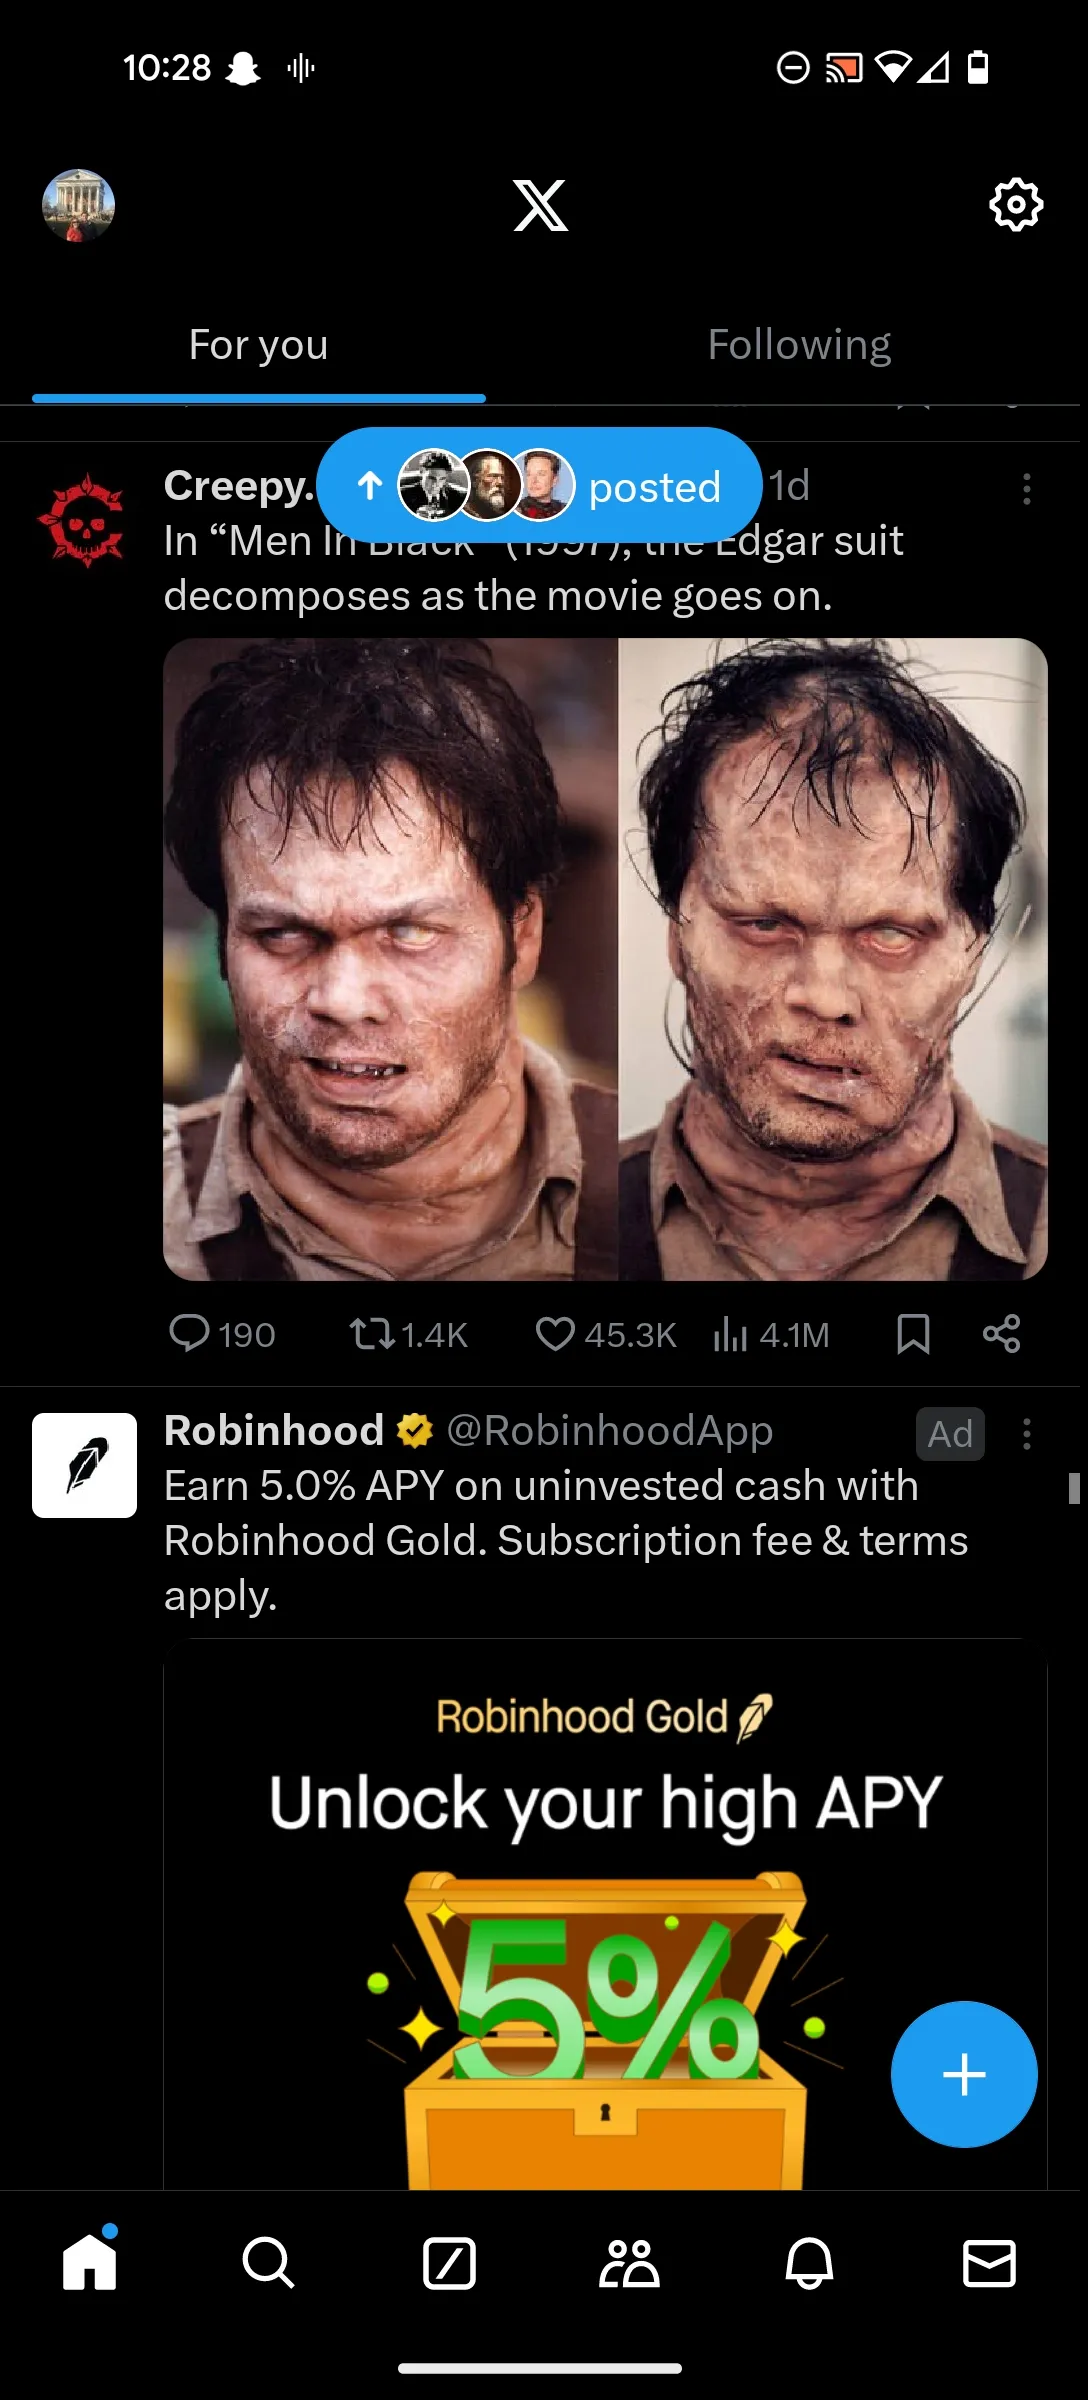 10:28
For you
Following
posted
Creepy.
1d
In “Men In Black” (1997), the Edgar suit
decomposes as the movie goes on.
190
1.4K
45.3K
4.1M
Robinhood @RobinhoodApp
Ad
Earn 5.0% APY on uninvested cash with
Robinhood Gold. Subscription fee & terms
apply.
Robinhood Gold
Unlock your high APY
5%